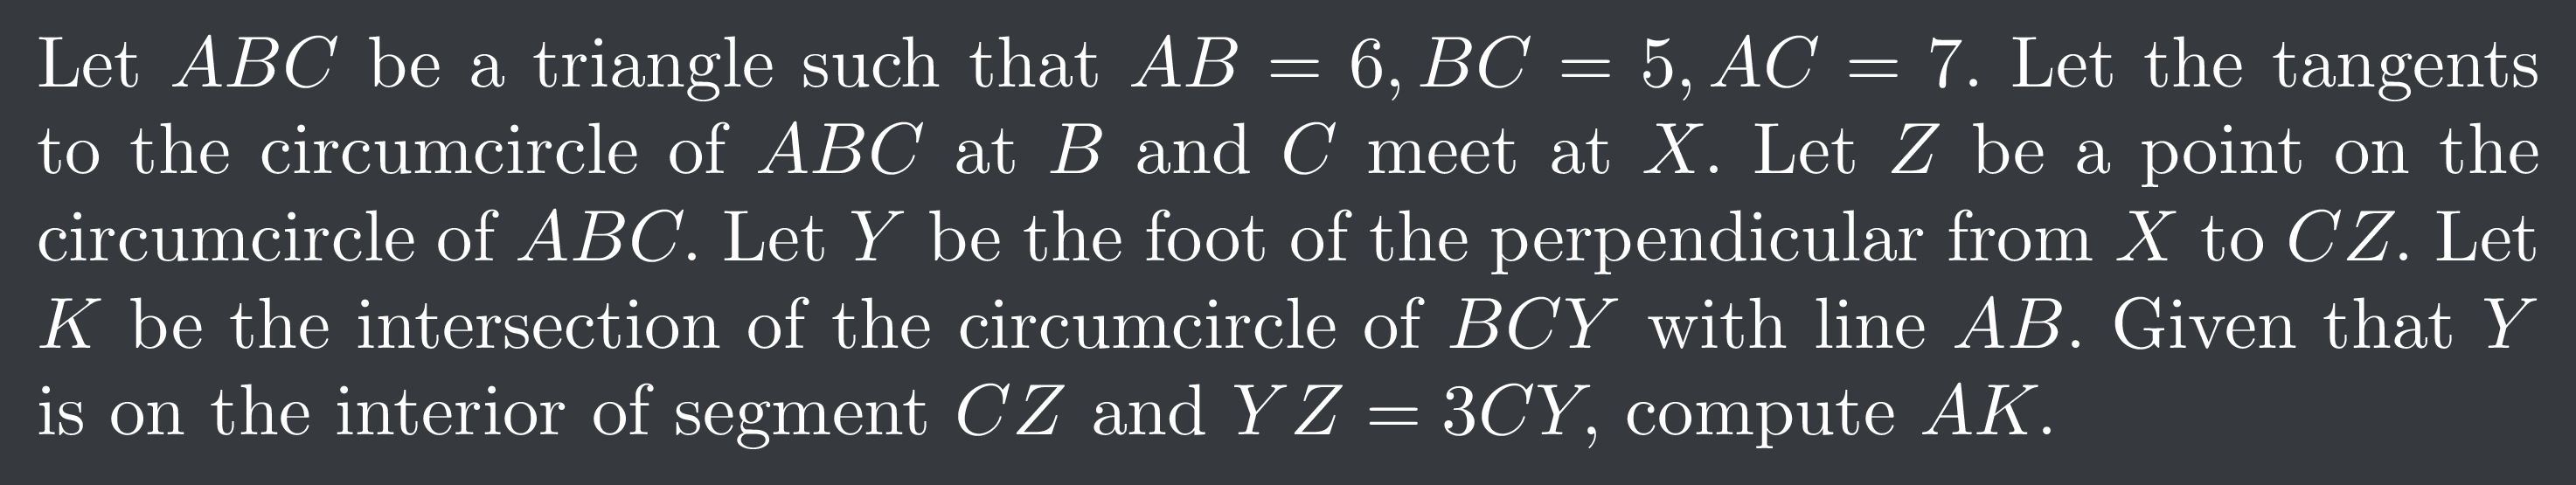 Let ABC be a triangle such that AB = 6, BC = 5, AC = 7. Let the tangents
to the circumcircle of ABC at B and C meet at X. Let Z be a point on the
circumcircle of ABC. Let Y be the foot of the perpendicular from X to CZ. Let
K be the intersection of the circumcircle of BCY with line AB. Given that Y
is on the interior of segment CZ and YZ = 3CY, compute AK.